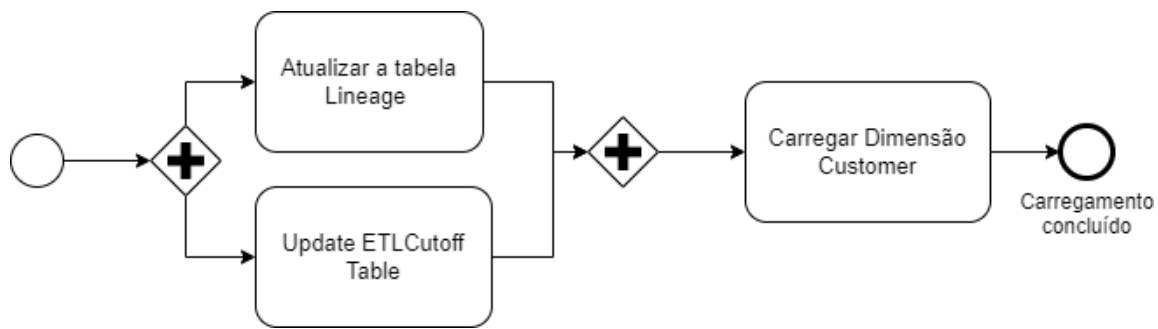 Atualizar a tabela
Lineage
Update ETLCutoff
Table
Carregar Dimensão
Customer
Carregamento
concluído